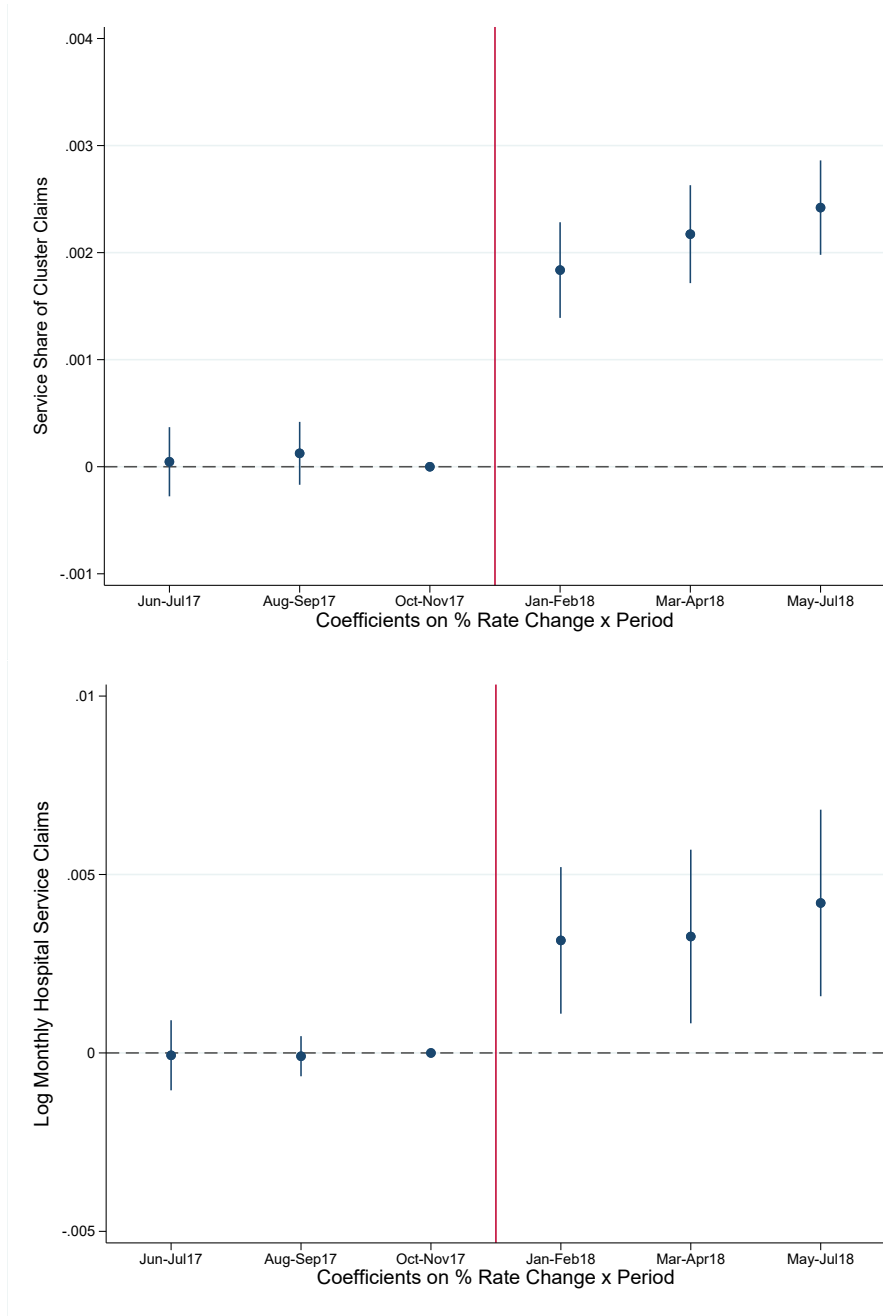 .004
.003
.002
.001
0
-.001
Service Share of Cluster Claims
Jun-Jul17 Aug-Sep17 Oct-Nov17 Jan-Feb18 Mar-Apr18 May-Jul18
Coefficients on % Rate Change x Period
.01
.005
0
-.005
Log Monthly Hospital Service Claims
Jun-Jul17 Aug-Sep17 Oct-Nov17 Jan-Feb18 Mar-Apr18 May-Jul18
Coefficients on % Rate Change x Period